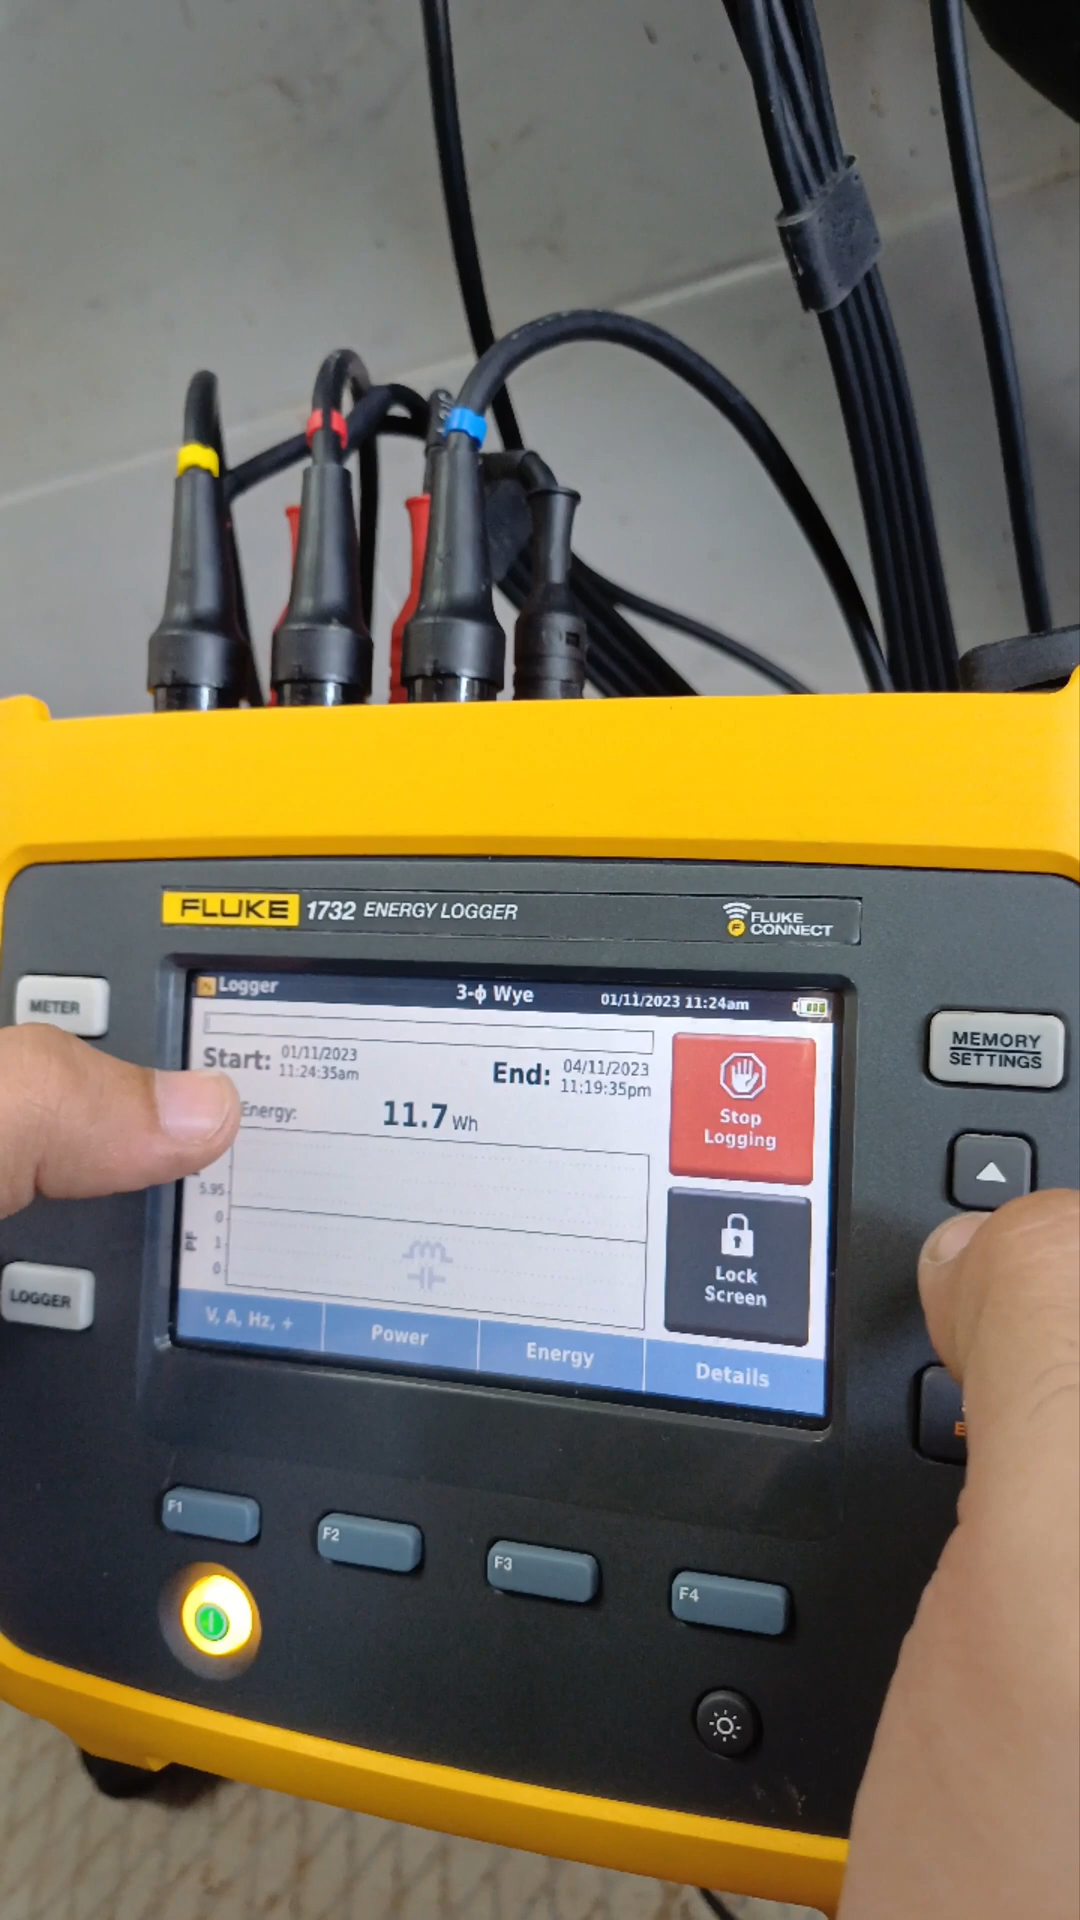 FLUKE 1732 ENERGY LOGGER
FLUKE CONNECT
METER
Logger 3-ϕ Wye 01/11/2023 11:24am
MEMORY
SETTINGS
Start: 01/11/2023 11:24:35am
End: 04/11/2023 11:19:35pm
Energy: 11.7 Wh
Stop
Logging
5.95
0
PF
1
0
Lock
Screen
LOGGER
V, A, Hz, + Power Energy Details
F1 F2 F3 F4